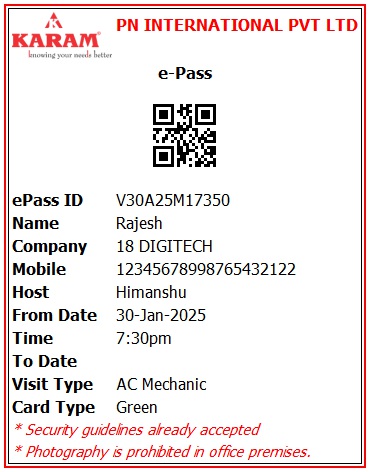 PN INTERNATIONAL PVT LTD
KARAM®
knowing your needs better
e-Pass
ePass ID V30A25M17350
Name Rajesh
Company 18 DIGITECH
Mobile 12345678998765432122
Host Himanshu
From Date 30-Jan-2025
Time 7:30pm
To Date
Visit Type AC Mechanic
Card Type Green
* Security guidelines already accepted
* Photography is prohibited in office premises.